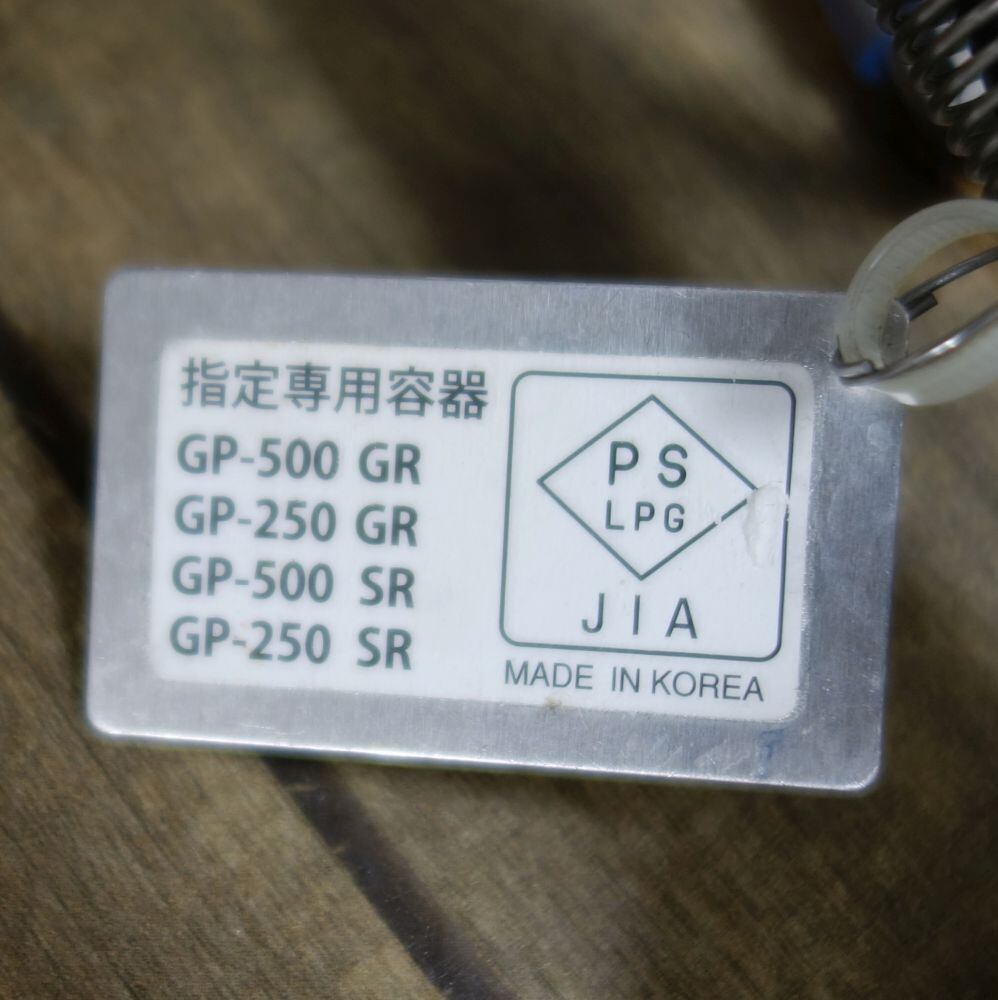 指定専用容器
GP-500 GR
GP-250 GR
GP-500 SR
GP-250 SR
PS
LPG
JIA
MADE IN KOREA